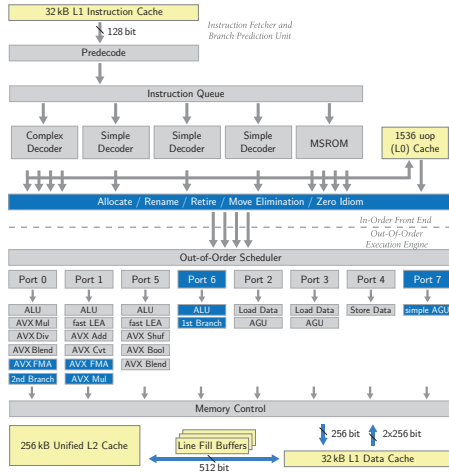 32 kB L1 Instruction Cache
Instruction Fetcher and
Branch Prediction Unit
128 bit
Predecode
Instruction Queue
Complex
Decoder
Simple
Decoder
Simple
Decoder
Simple
Decoder
MSROM
1536 uop
(L0) Cache
Allocate / Rename / Retire / Move Elimination / Zero Idiom
In-Order Front End
Out-Of-Order
Execution Engine
Out-of-Order Scheduler
Port 0
Port 1
Port 5
Port 6
Port 2
Port 3
Port 4
Port 7
ALU
AVX Mul
AVX Div
AVX Blend
AVX FMA
2nd Branch
ALU
fast LEA
AVX Add
AVX Cvt
AVX FMA
AVX Mul
ALU
fast LEA
AVX Shuf
AVX Bool
AVX Blend
ALU
1st Branch
Load Data
AGU
Load Data
AGU
Store Data
simple AGU
Memory Control
256 kB Unified L2 Cache
Line Fill Buffers
512 bit
256 bit
2x256 bit
32 kB L1 Data Cache